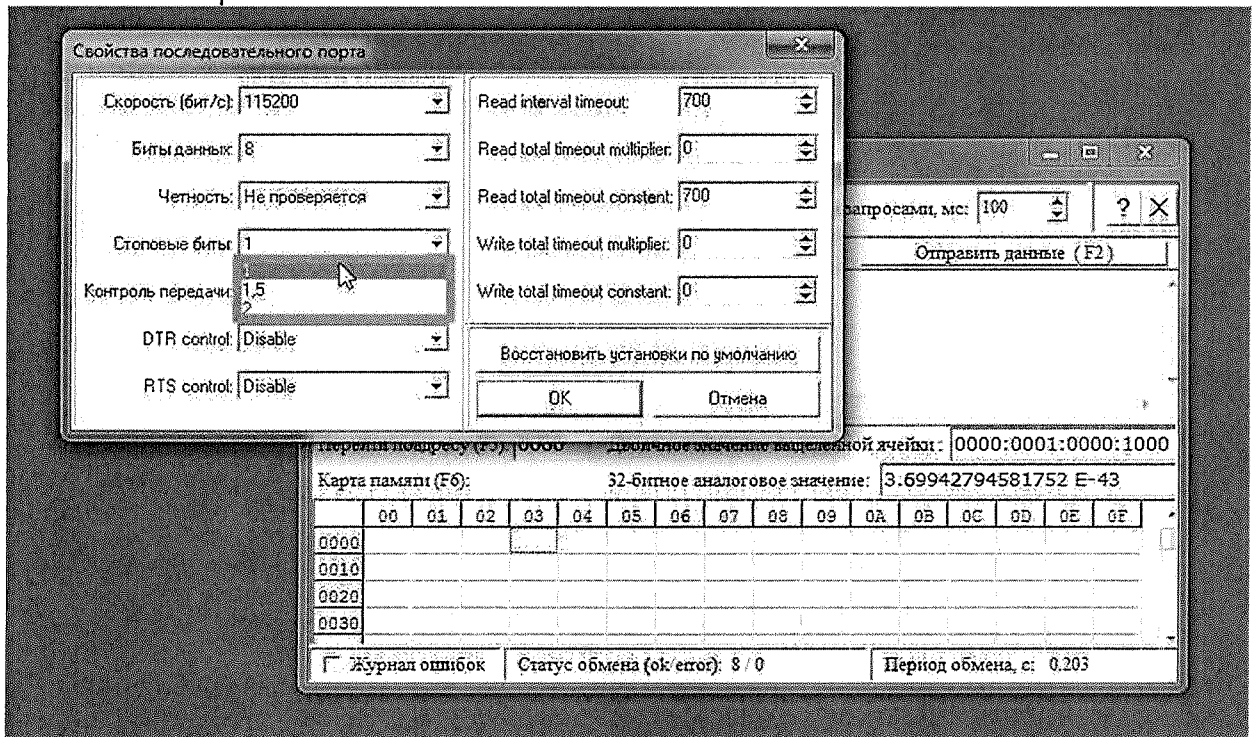 Свойства последовательного порта
Скорость (бит/с): 115200
Биты данных: 8
Четность: Не проверяется
Стоповые биты: 1
1
1,5
2
Контроль передачи:
DTR control: Disable
RTS control: Disable
Read interval timeout: 700
Read total timeout multiplier: 0
Read total timeout constent: 700
Write total timeout multiplier: 0
Write total timeout constant: 0
Восстановить установки по умолчанию
OK Отмена
запросами, мс: 100 ? X
Отправить данные (F2)
0000 Двоичное значение выделенной ячейки: 0000:0001:0000:1000
Карта памяти (F6): 32-битное аналоговое значение: 3.69942794581752 E-43
00 01 02 03 04 05 06 07 08 09 0A 0B 0C 0D 0E 0F
0000
0010
0020
0030
Журнал ошибок Статус обмена (ok/error): 8 / 0 Период обмена, с: 0.203